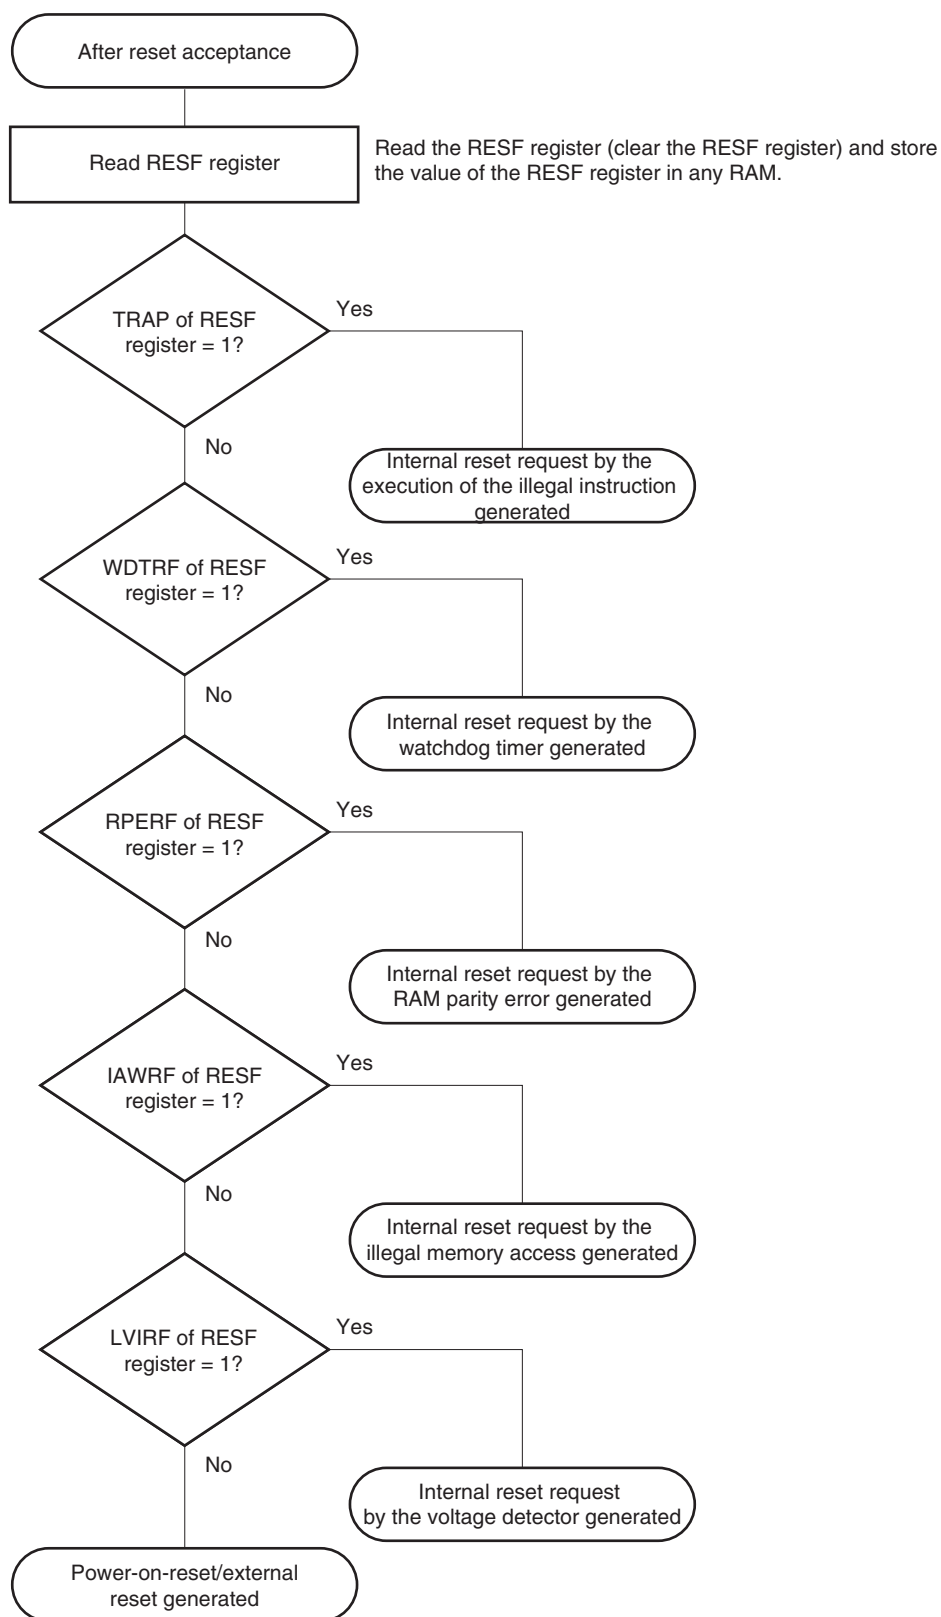 After reset acceptance
Read RESF register
Read the RESF register (clear the RESF register) and store
the value of the RESF register in any RAM.
TRAP of RESF
register = 1?
Yes
No
Internal reset request by the
execution of the illegal instruction
generated
WDTRF of RESF
register = 1?
Yes
No
Internal reset request by the
watchdog timer generated
RPERF of RESF
register = 1?
Yes
No
Internal reset request by the
RAM parity error generated
IAWRF of RESF
register = 1?
Yes
No
Internal reset request by the
illegal memory access generated
LVIRF of RESF
register = 1?
Yes
No
Internal reset request
by the voltage detector generated
Power-on-reset/external
reset generated